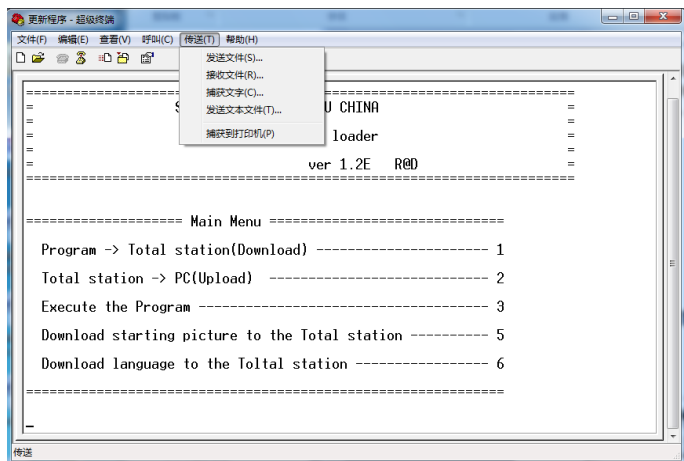 更新程序 - 超级终端
文件(F) 编辑(E) 查看(V) 呼叫(C) 传送(T) 帮助(H)
发送文件(S)...
接收文件(R)...
捕获文字(C)...
发送文本文件(T)...
捕获到打印机(P)
==================================================================
= S U CHINA =
= =
= loader =
= =
= ver 1.2E R@D =
==================================================================
==================== Main Menu ==============================
Program -> Total station(Download) ---------------------- 1
Total station -> PC(Upload) ---------------------------- 2
Execute the Program ------------------------------------- 3
Download starting picture to the Total station ---------- 5
Download language to the Toltal station ----------------- 6
=============================================================
_
传送